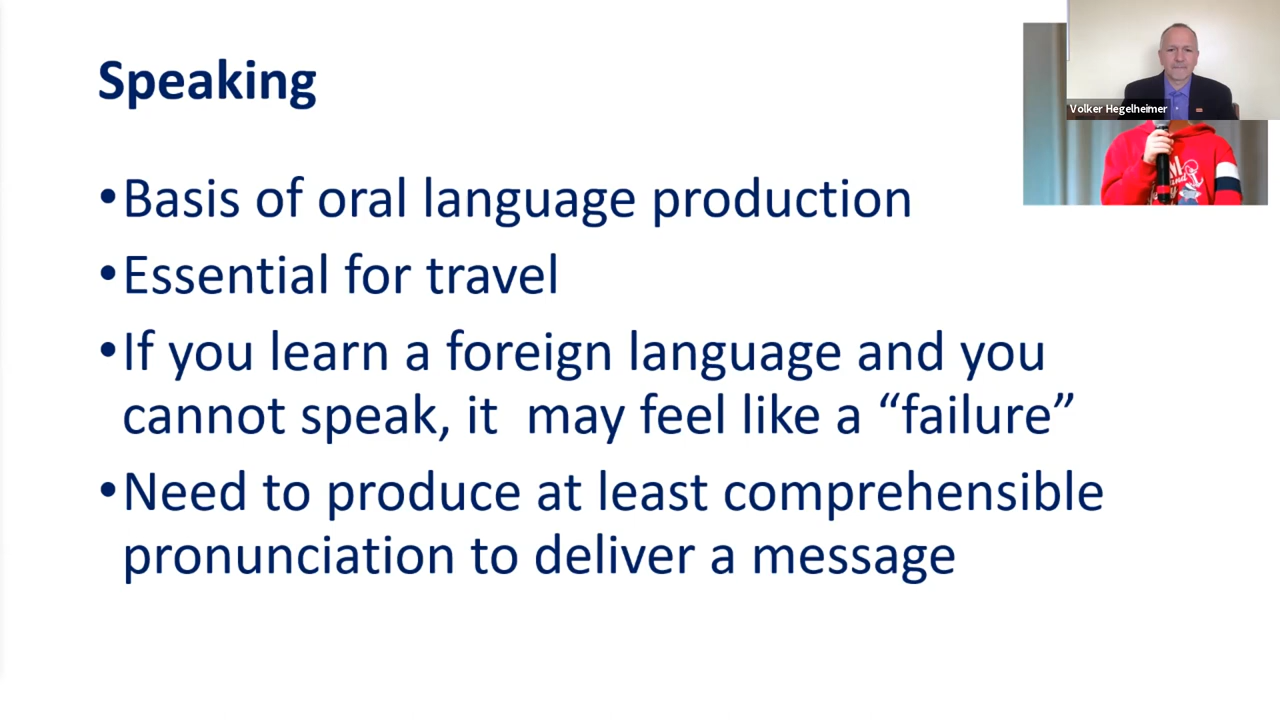 Speaking
Volker Hegelheimer
•Basis of oral language production
•Essential for travel
•If you learn a foreign language and you
cannot speak, it  may feel like a “failure”
•Need to produce at least comprehensible
pronunciation to deliver a message